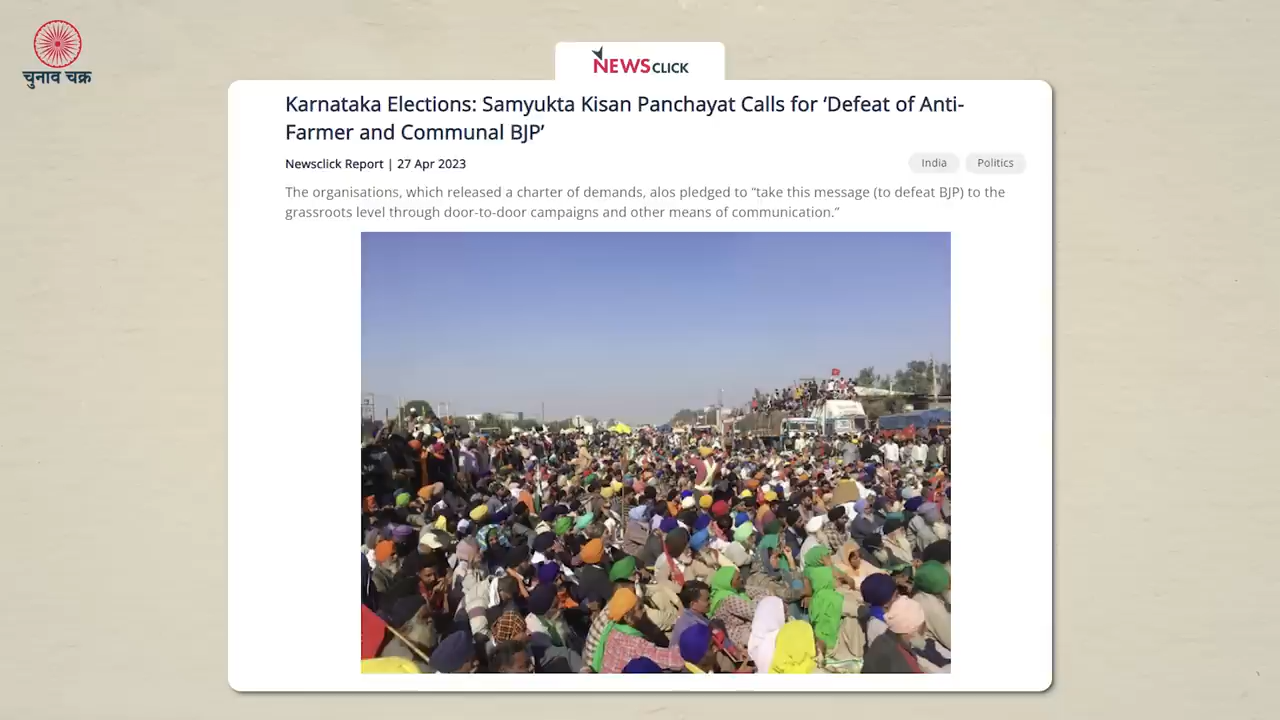 चुनाव चक्र
NEWSCLICK
Karnataka Elections: Samyukta Kisan Panchayat Calls for ‘Defeat of Anti-
Farmer and Communal BJP’
Newsclick Report | 27 Apr 2023
India
Politics
The organisations, which released a charter of demands, alos pledged to “take this message (to defeat BJP) to the
grassroots level through door-to-door campaigns and other means of communication.”